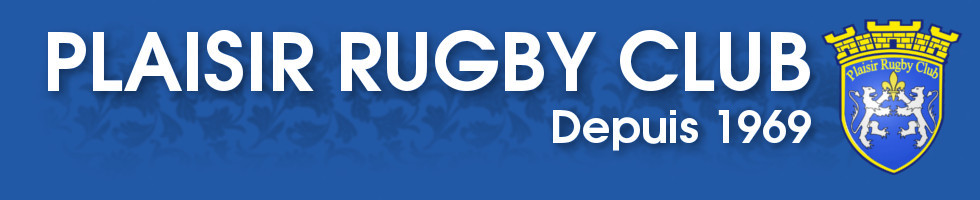 PLAISIR RUGBY CLUB
Depuis 1969
Plaisir Rugby Club